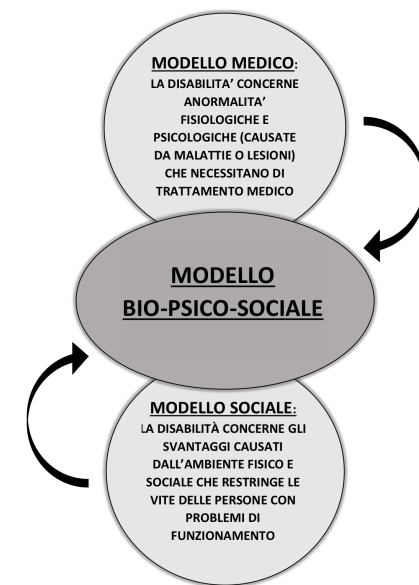 MODELLO MEDICO:
LA DISABILITA’ CONCERNE
ANORMALITA’
FISIOLOGICHE E
PSICOLOGICHE (CAUSATE
DA MALATTIE O LESIONI)
CHE NECESSITANO DI
TRATTAMENTO MEDICO
MODELLO
BIO-PSICO-SOCIALE
MODELLO SOCIALE:
LA DISABILITÀ CONCERNE GLI
SVANTAGGI CAUSATI
DALL’AMBIENTE FISICO E
SOCIALE CHE RESTRINGE LE
VITE DELLE PERSONE CON
PROBLEMI DI
FUNZIONAMENTO